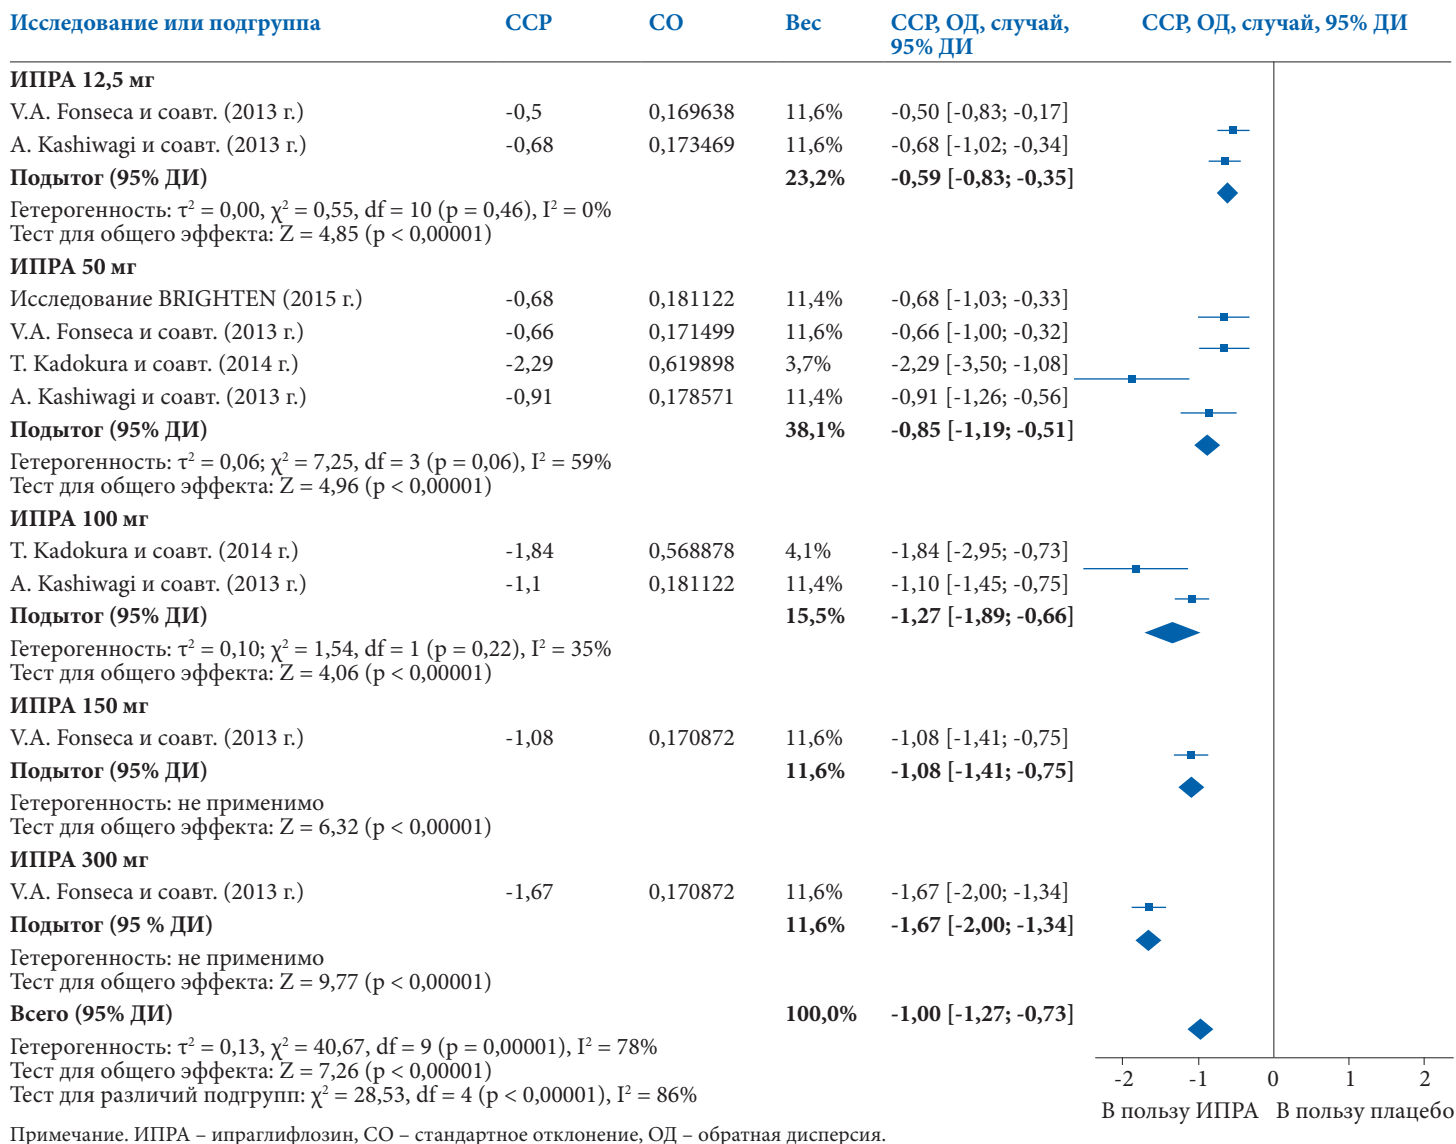 Исследование или подгруппа ССР СО Вес ССР, ОД, случай, ССР, ОД, случай, 95% ДИ
95% ДИ
ИПРА 12,5 мг
V.A. Fonseca и соавт. (2013 г.) -0,5 0,169638 11,6% -0,50 [-0,83; -0,17]
A. Kashiwagi и соавт. (2013 г.) -0,68 0,173469 11,6% -0,68 [-1,02; -0,34]
Подытог (95% ДИ) 23,2% -0,59 [-0,83; -0,35]
Гетерогенность: τ² = 0,00, χ² = 0,55, df = 10 (p = 0,46), I² = 0%
Тест для общего эффекта: Z = 4,85 (p < 0,00001)
ИПРА 50 мг
Исследование BRIGHTEN (2015 г.) -0,68 0,181122 11,4% -0,68 [-1,03; -0,33]
V.A. Fonseca и соавт. (2013 г.) -0,66 0,171499 11,6% -0,66 [-1,00; -0,32]
T. Kadokura и соавт. (2014 г.) -2,29 0,619898 3,7% -2,29 [-3,50; -1,08]
A. Kashiwagi и соавт. (2013 г.) -0,91 0,178571 11,4% -0,91 [-1,26; -0,56]
Подытог (95% ДИ) 38,1% -0,85 [-1,19; -0,51]
Гетерогенность: τ² = 0,06; χ² = 7,25, df = 3 (p = 0,06), I² = 59%
Тест для общего эффекта: Z = 4,96 (p < 0,00001)
ИПРА 100 мг
T. Kadokura и соавт. (2014 г.) -1,84 0,568878 4,1% -1,84 [-2,95; -0,73]
A. Kashiwagi и соавт. (2013 г.) -1,1 0,181122 11,4% -1,10 [-1,45; -0,75]
Подытог (95% ДИ) 15,5% -1,27 [-1,89; -0,66]
Гетерогенность: τ² = 0,10; χ² = 1,54, df = 1 (p = 0,22), I² = 35%
Тест для общего эффекта: Z = 4,06 (p < 0,00001)
ИПРА 150 мг
V.A. Fonseca и соавт. (2013 г.) -1,08 0,170872 11,6% -1,08 [-1,41; -0,75]
Подытог (95% ДИ) 11,6% -1,08 [-1,41; -0,75]
Гетерогенность: не применимо
Тест для общего эффекта: Z = 6,32 (p < 0,00001)
ИПРА 300 мг
V.A. Fonseca и соавт. (2013 г.) -1,67 0,170872 11,6% -1,67 [-2,00; -1,34]
Подытог (95 % ДИ) 11,6% -1,67 [-2,00; -1,34]
Гетерогенность: не применимо
Тест для общего эффекта: Z = 9,77 (p < 0,00001)
Всего (95% ДИ) 100,0% -1,00 [-1,27; -0,73]
Гетерогенность: τ² = 0,13, χ² = 40,67, df = 9 (p = 0,00001), I² = 78%
Тест для общего эффекта: Z = 7,26 (p < 0,00001)
Тест для различий подгрупп: χ² = 28,53, df = 4 (p < 0,00001), I² = 86%
-2 -1 0 1 2
В пользу ИПРА В пользу плацебо
Примечание. ИПРА – ипраглифлозин, СО – стандартное отклонение, ОД – обратная дисперсия.